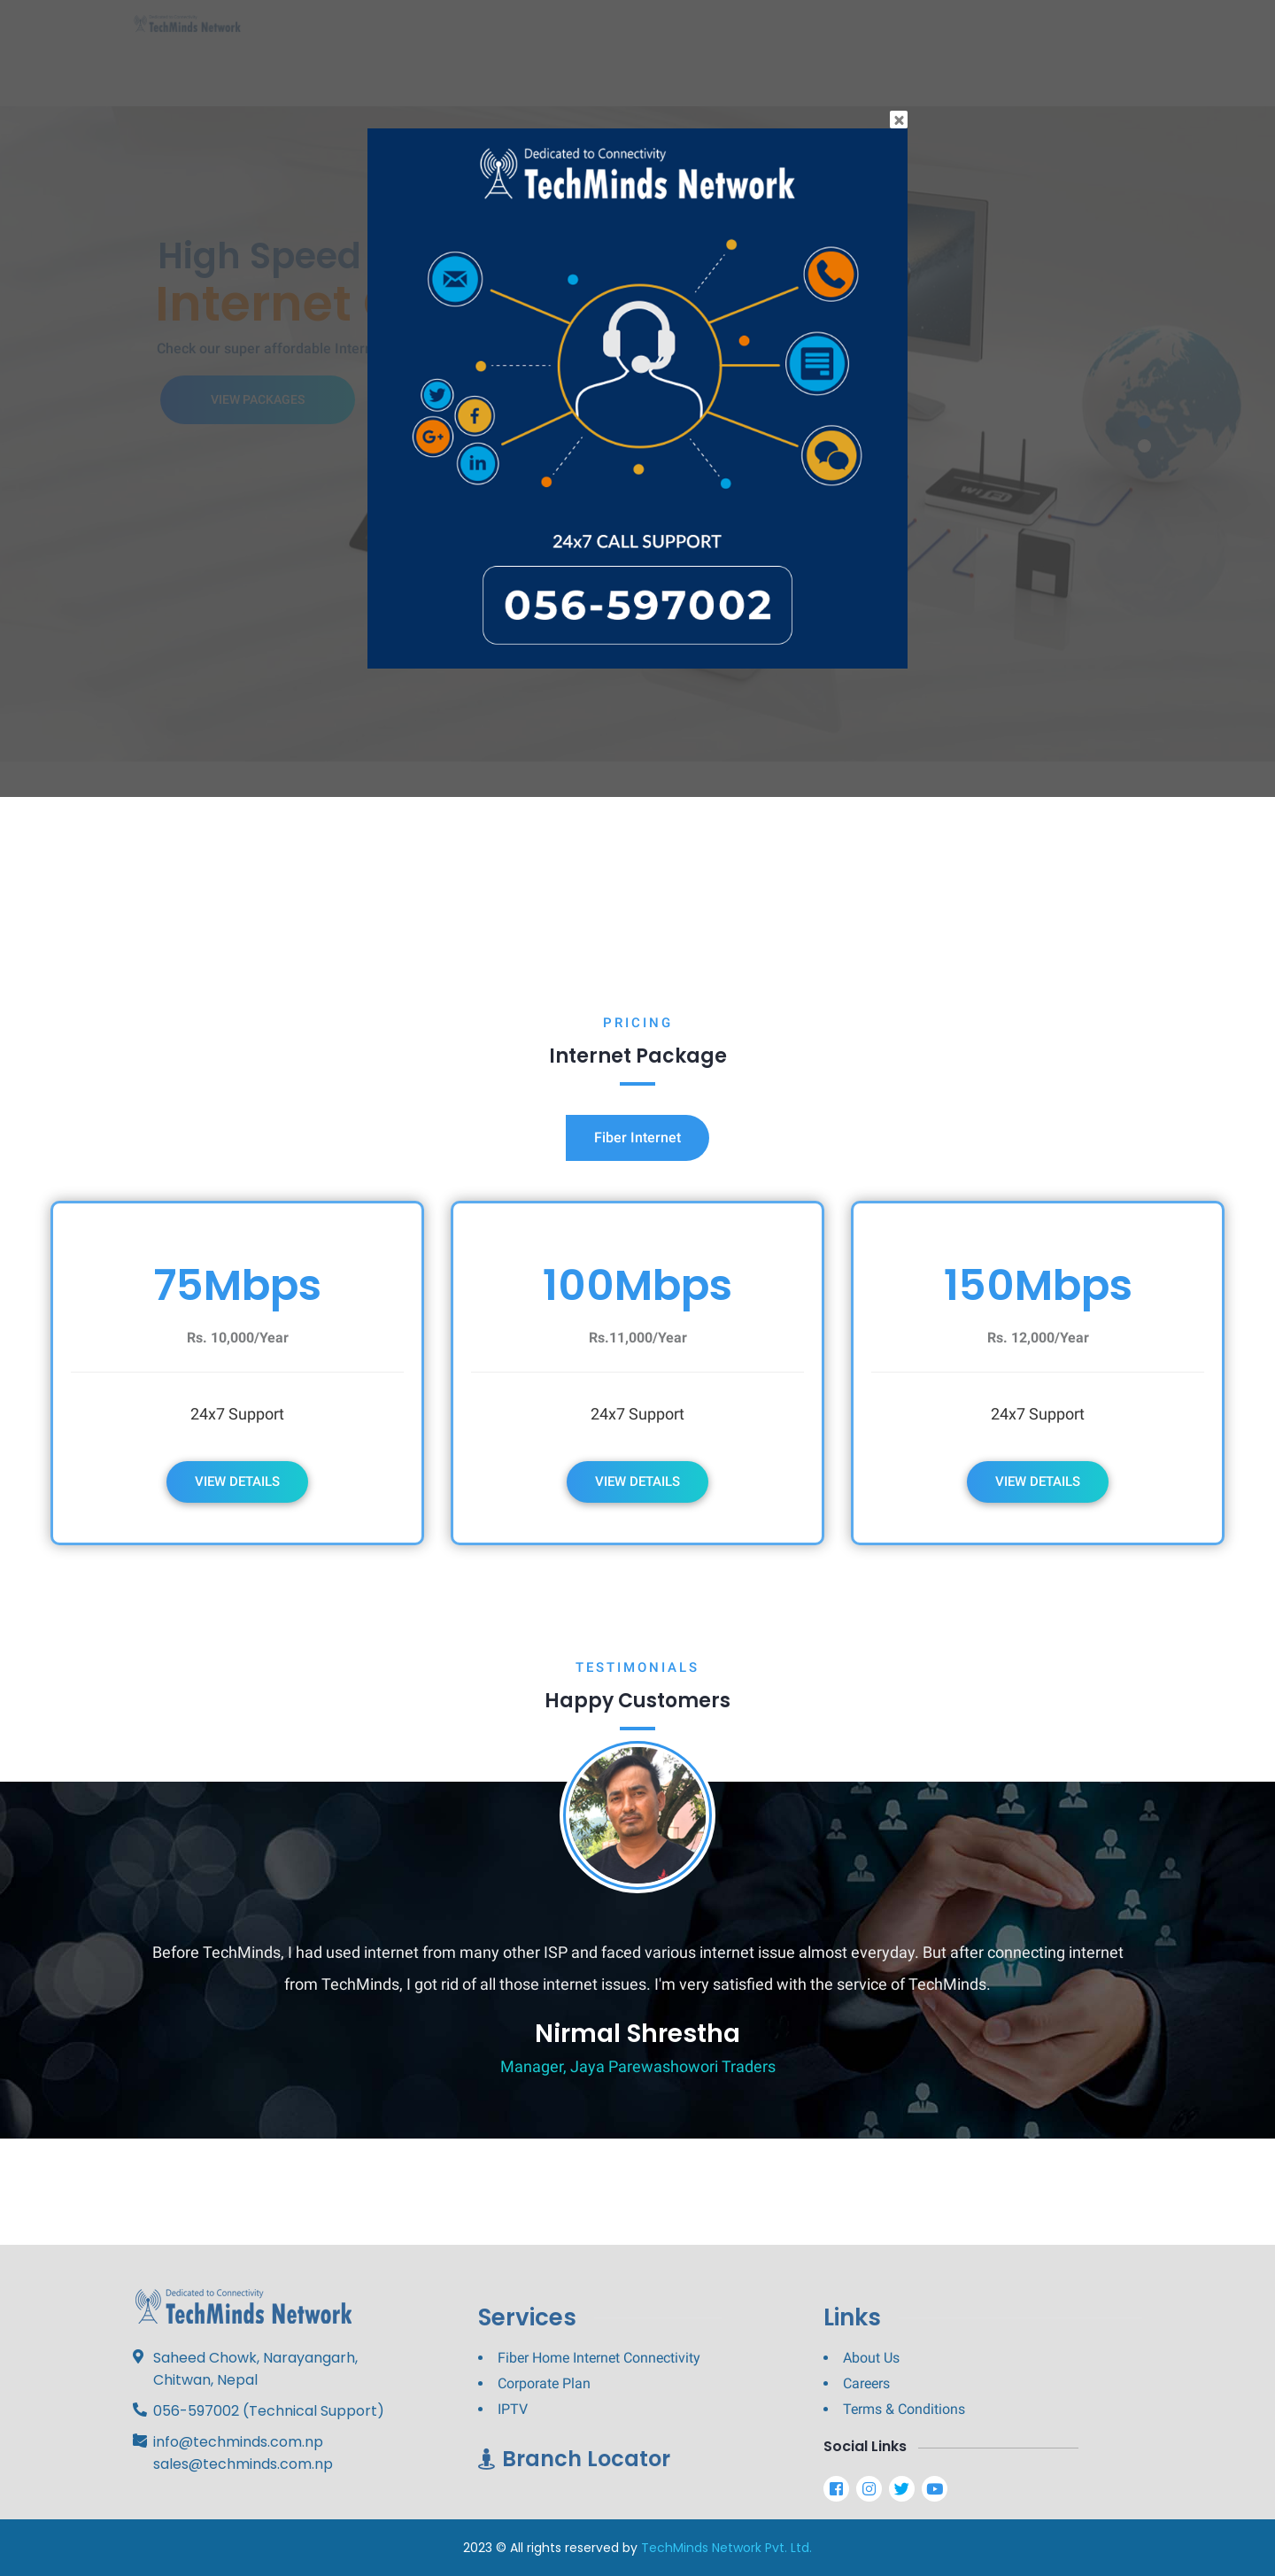 TechMinds Network
High Speed
Internet
Check our super affordable
VIEW PACKAGES
Dedicated to Connectivity
TechMinds Network
24x7 CALL SUPPORT
056-597002
PRICING
Internet Package
Fiber Internet
75Mbps
Rs. 10,000/Year
24x7 Support
VIEW DETAILS
100Mbps
Rs.11,000/Year
24x7 Support
VIEW DETAILS
150Mbps
Rs. 12,000/Year
24x7 Support
VIEW DETAILS
TESTIMONIALS
Happy Customers
Before TechMinds, I had used internet from many other ISP and faced various internet issue almost everyday. But after connecting internet
from TechMinds, I got rid of all those internet issues. I'm very satisfied with the service of TechMinds.
Nirmal Shrestha
Manager, Jaya Parewashowori Traders
Dedicated to Connectivity
TechMinds Network
Saheed Chowk, Narayangarh,
Chitwan, Nepal
056-597002 (Technical Support)
info@techminds.com.np
sales@techminds.com.np
Services
Fiber Home Internet Connectivity
Corporate Plan
IPTV
Branch Locator
Links
About Us
Careers
Terms & Conditions
Social Links
2023 © All rights reserved by TechMinds Network Pvt. Ltd.